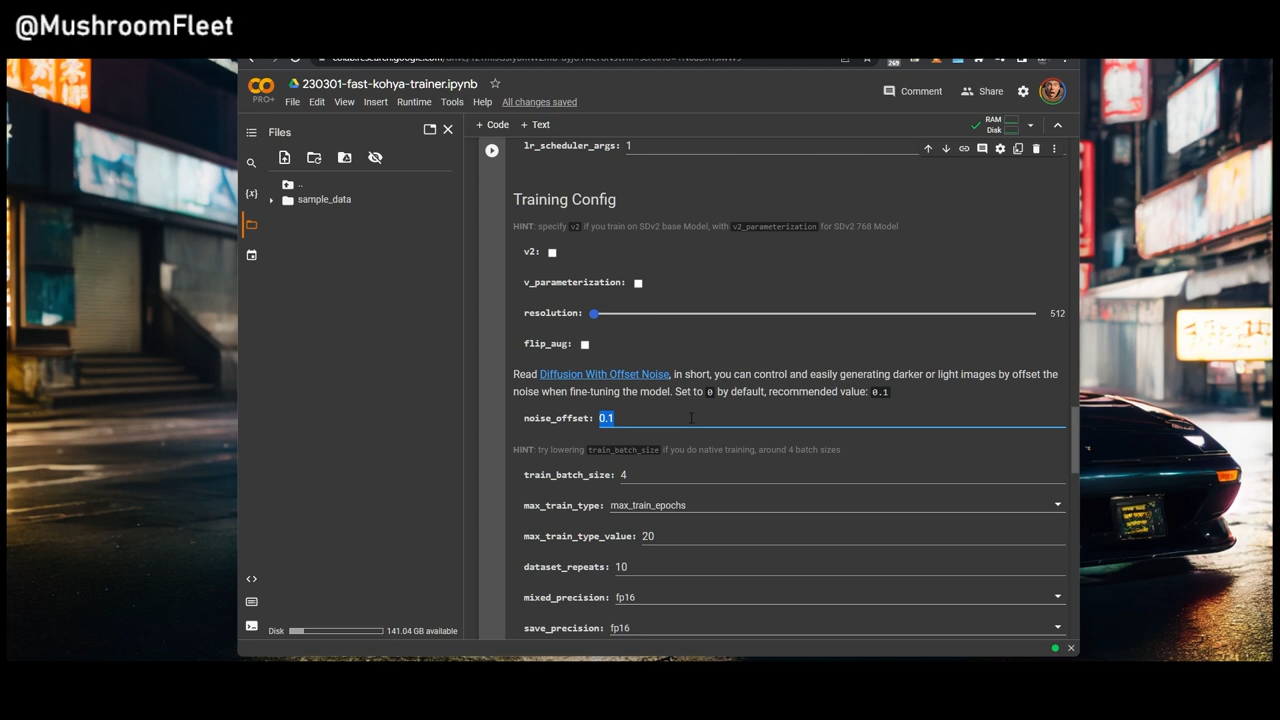 @MushroomFleet
CO
PRO+
230301-fast-kohya-trainer.ipynb
File Edit View Insert Runtime Tools Help All changes saved
Comment Share
269
Files
+ Code + Text
RAM
Disk
..
sample_data
{x}
lr_scheduler_args: 1
Training Config
HINT: specify v2 if you train on SDv2 base Model, with v2_parameterization for SDv2 768 Model
v2:
v_parameterization:
resolution: 512
flip_aug:
Read Diffusion With Offset Noise, in short, you can control and easily generating darker or light images by offset the
noise when fine-tuning the model. Set to 0 by default, recommended value: 0.1
noise_offset: 0.1
HINT: try lowering train_batch_size if you do native training, around 4 batch sizes
train_batch_size: 4
max_train_type: max_train_epochs
max_train_type_value: 20
dataset_repeats: 10
mixed_precision: fp16
save_precision: fp16
Disk 141.04 GB available